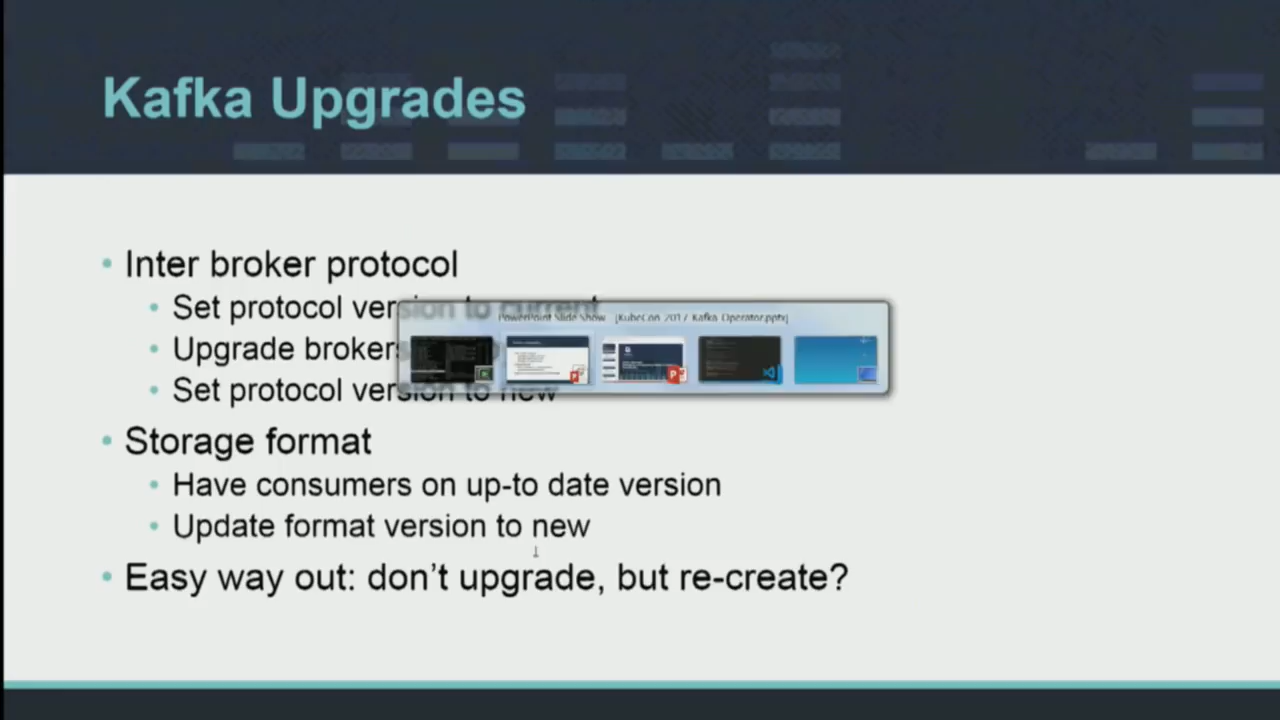 Kafka Upgrades
• Inter broker protocol
• Set protocol version to current
PowerPoint Slide Show - [KubeCon 2017 Kafka Operator.pptx]
• Upgrade brokers
• Set protocol version to new
• Storage format
• Have consumers on up-to date version
• Update format version to new
• Easy way out: don't upgrade, but re-create?